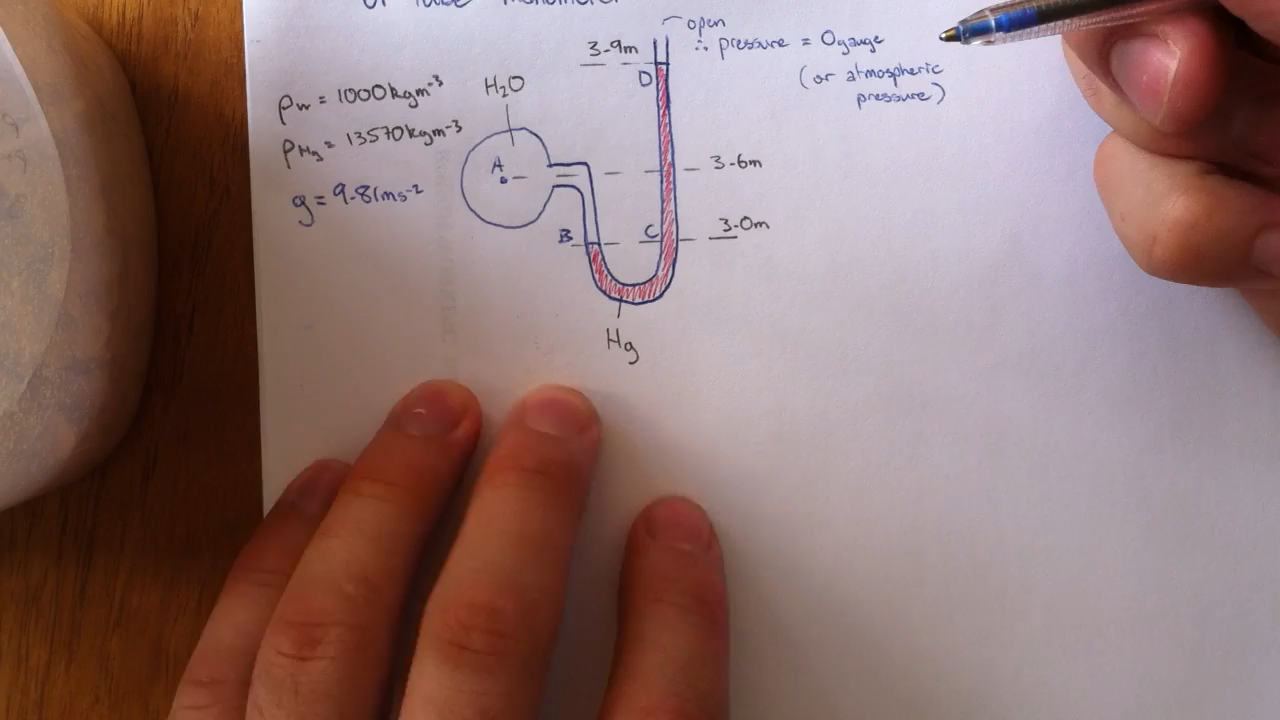 U. Tube manometer
open
∴ pressure = 0gauge
(or atmospheric
pressure)
3.9m
D
H₂O
ρw = 1000kgm⁻³
ρHg = 13570kgm⁻³
g = 9.81ms⁻²
A
3.6m
B
C
3.0m
Hg